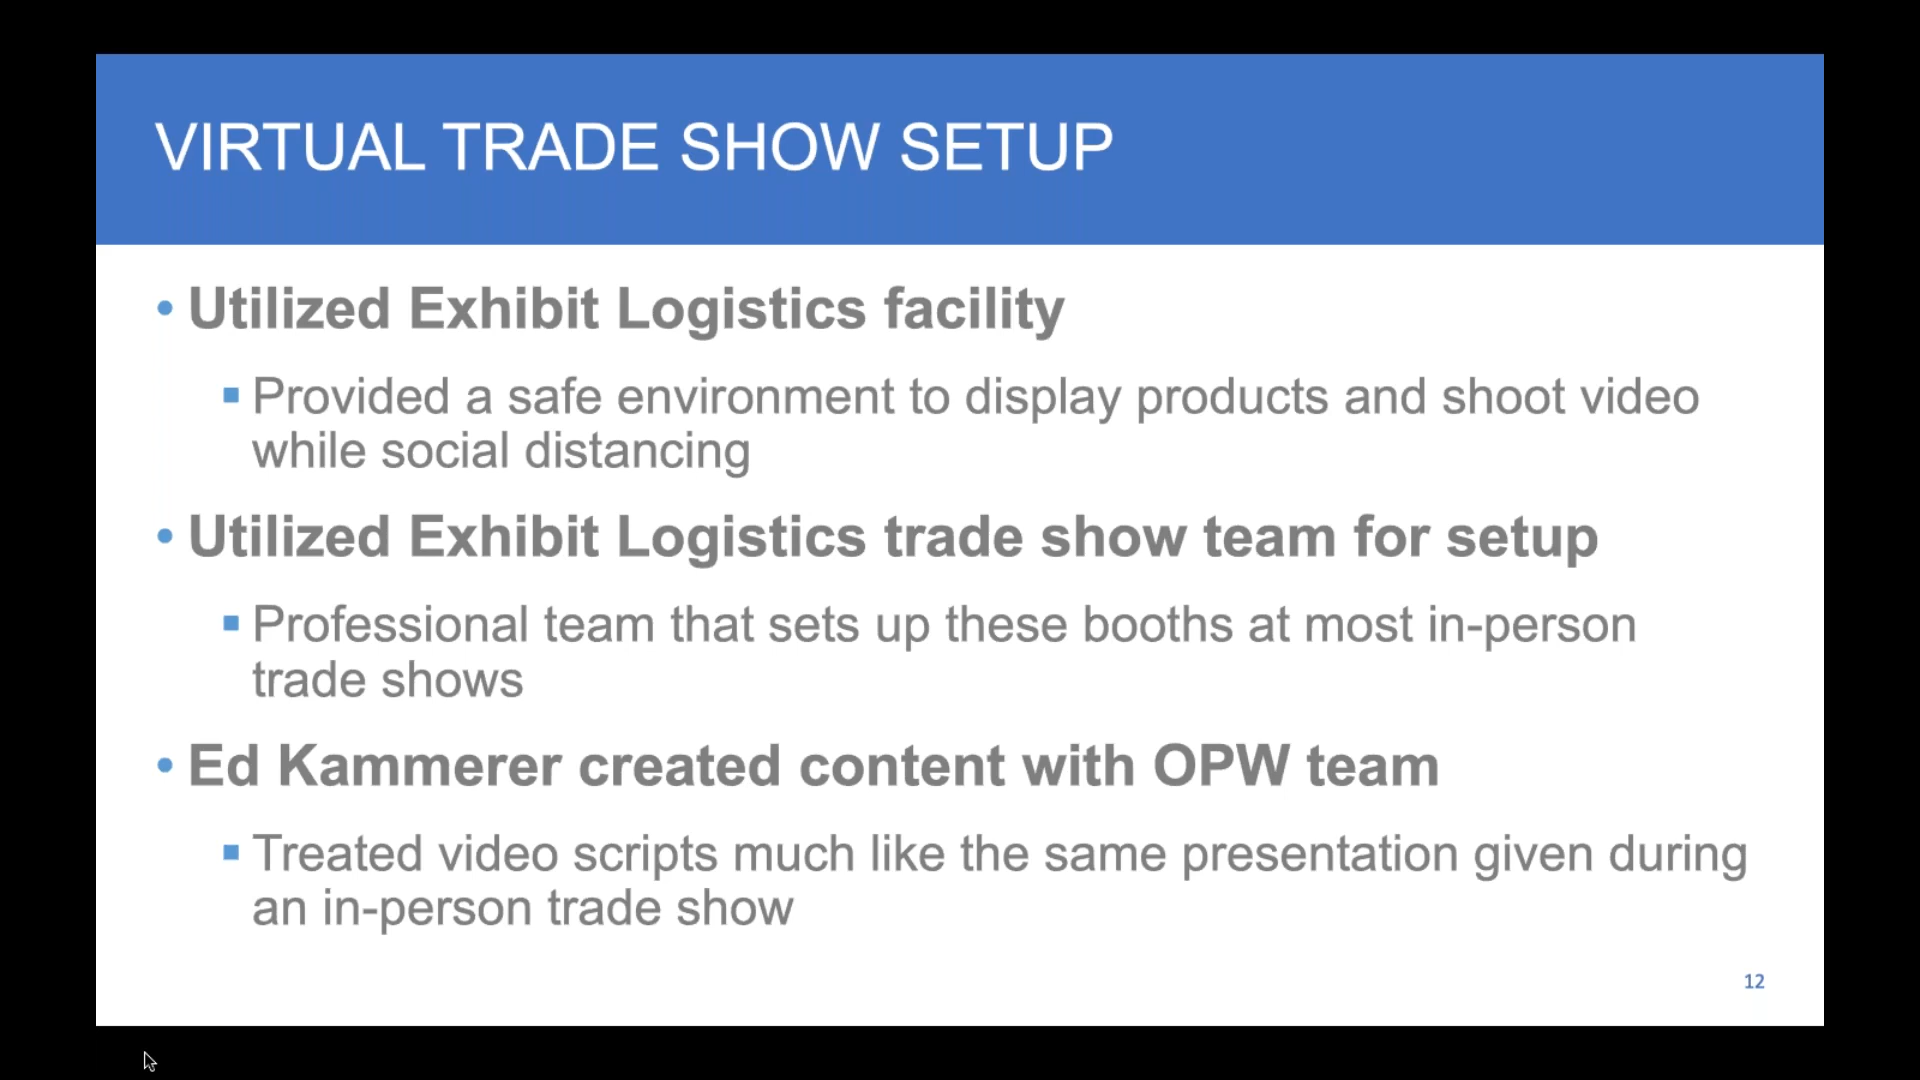 VIRTUAL TRADE SHOW SETUP
• Utilized Exhibit Logistics facility
▪ Provided a safe environment to display products and shoot video
while social distancing
• Utilized Exhibit Logistics trade show team for setup
▪ Professional team that sets up these booths at most in-person
trade shows
• Ed Kammerer created content with OPW team
▪ Treated video scripts much like the same presentation given during
an in-person trade show
12